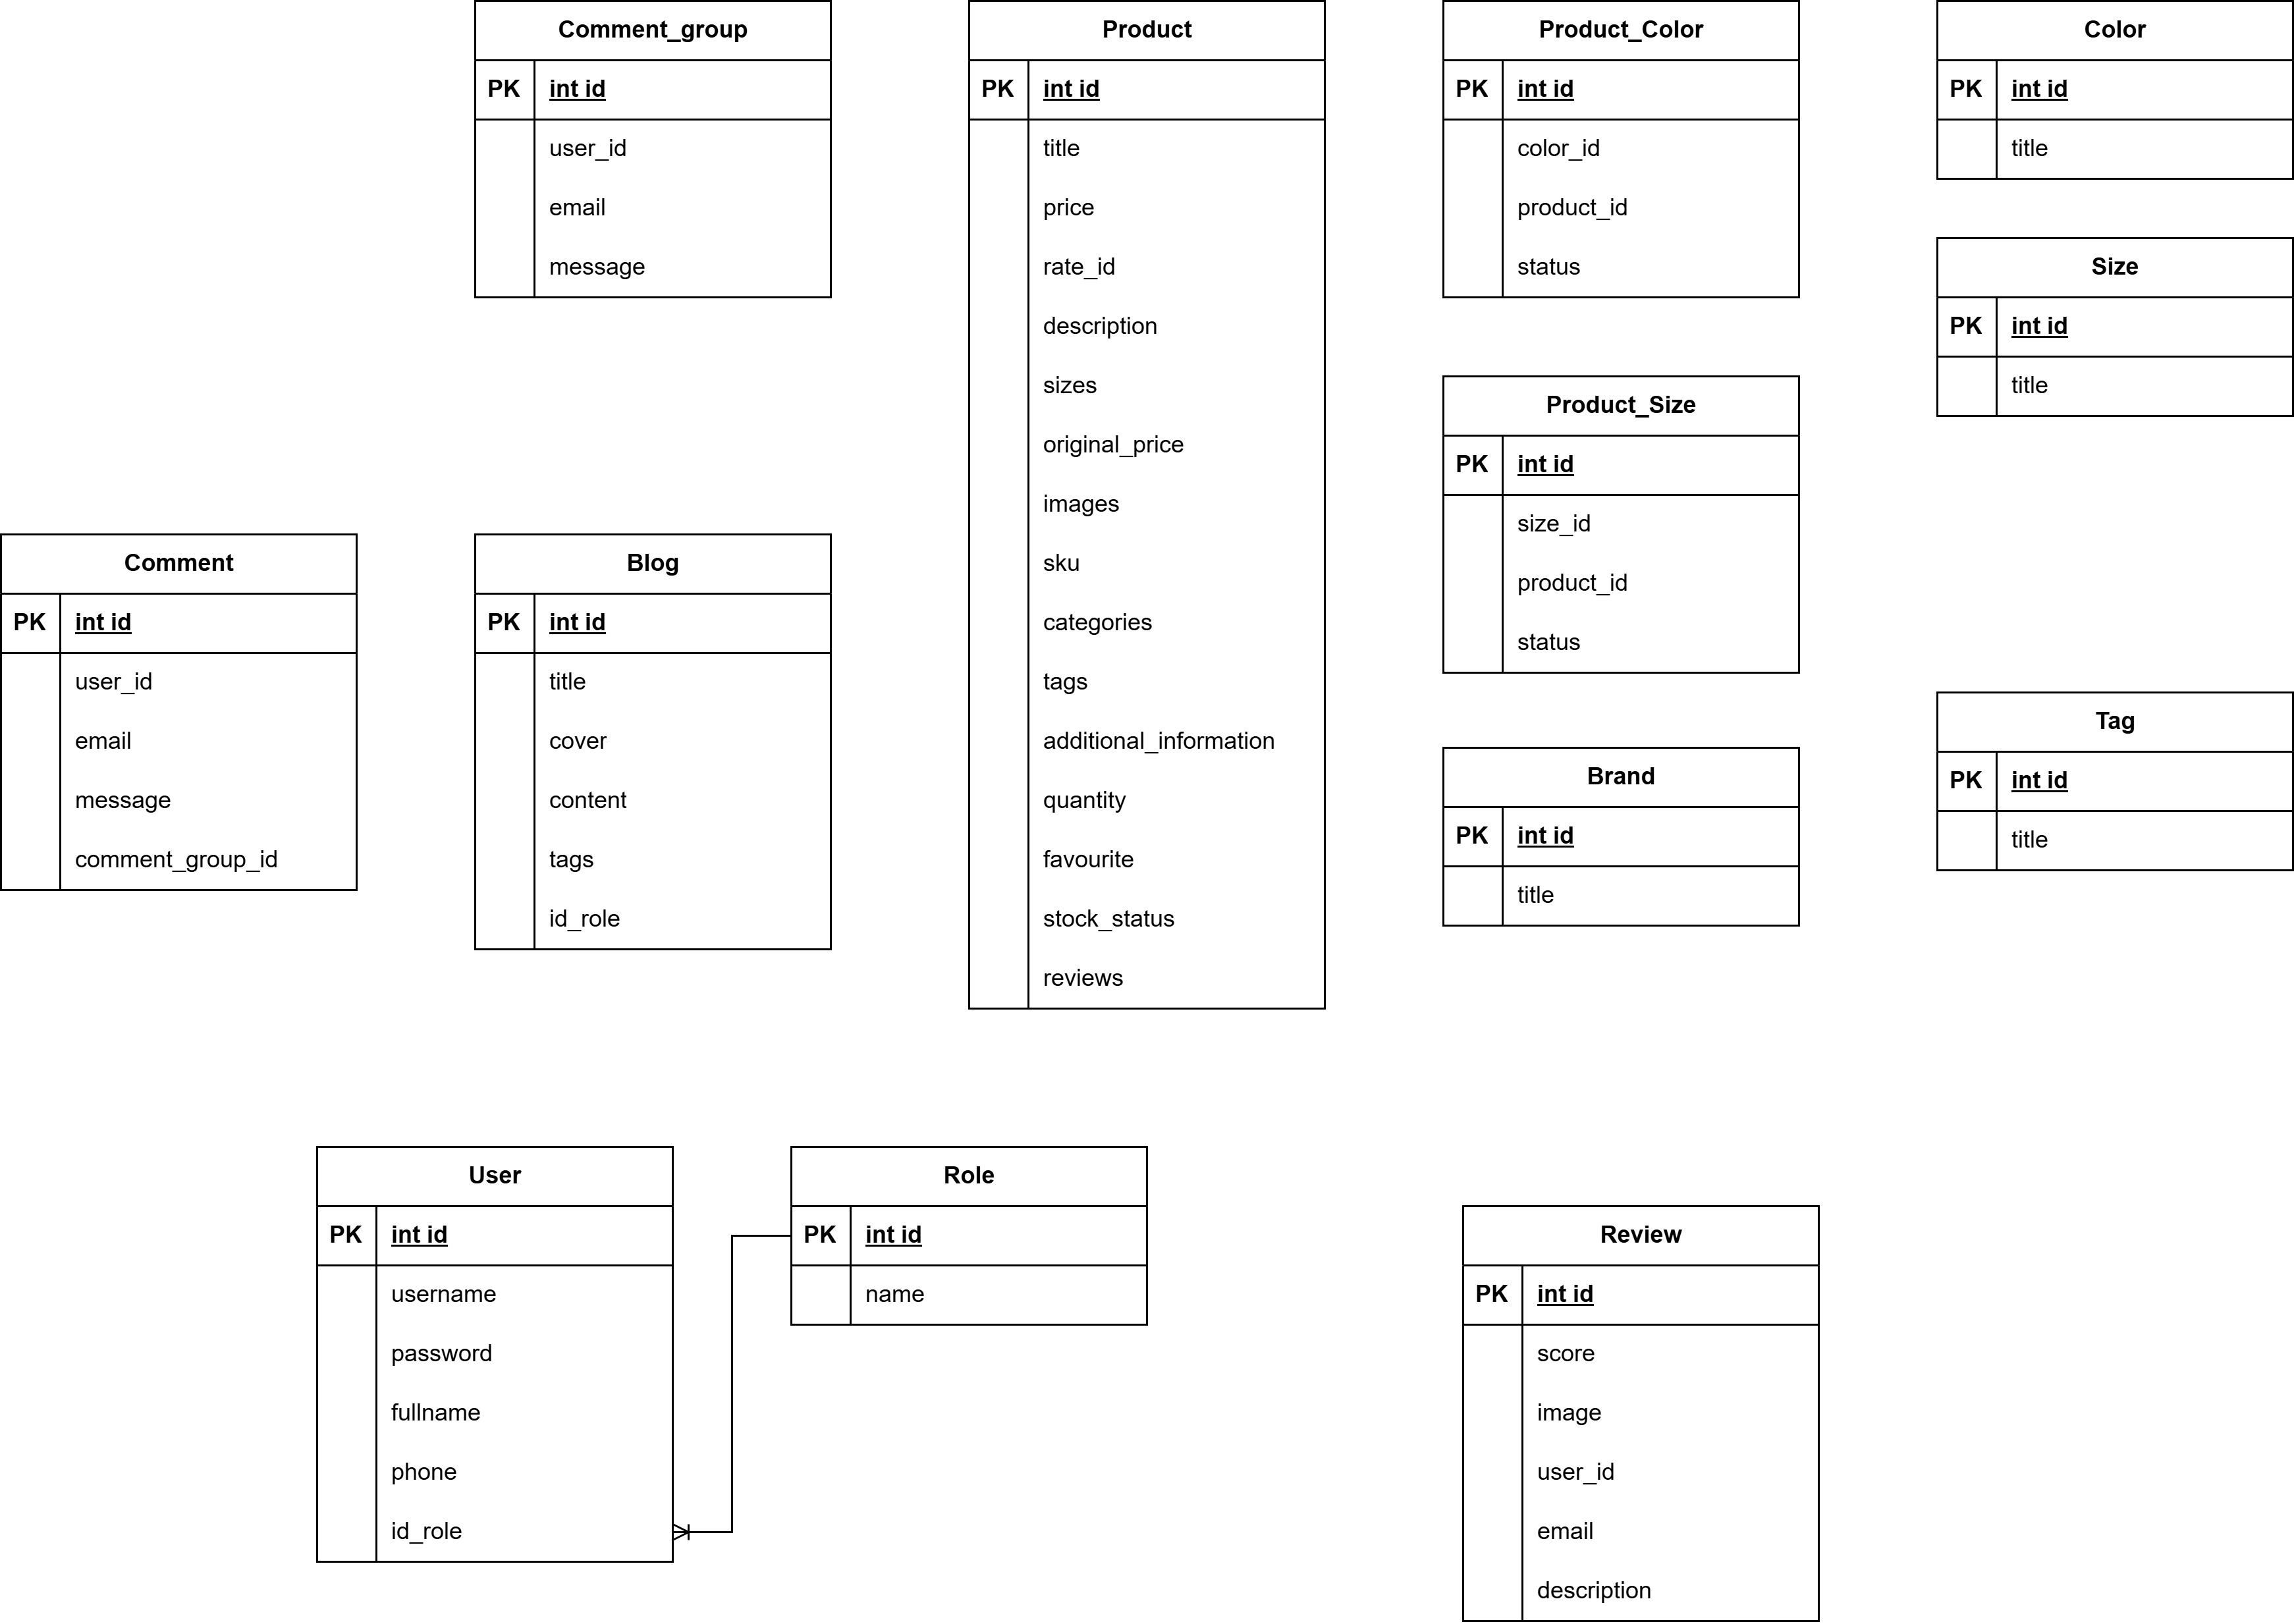 Comment_group
PK int id
user_id
email
message
Product
PK int id
title
price
rate_id
description
sizes
original_price
images
sku
categories
tags
additional_information
quantity
favourite
stock_status
reviews
Product_Color
PK int id
color_id
product_id
status
Color
PK int id
title
Size
PK int id
title
Product_Size
PK int id
size_id
product_id
status
Comment
PK int id
user_id
email
message
comment_group_id
Blog
PK int id
title
cover
content
tags
id_role
Brand
PK int id
title
Tag
PK int id
title
User
PK int id
username
password
fullname
phone
id_role
Role
PK int id
name
Review
PK int id
score
image
user_id
email
description